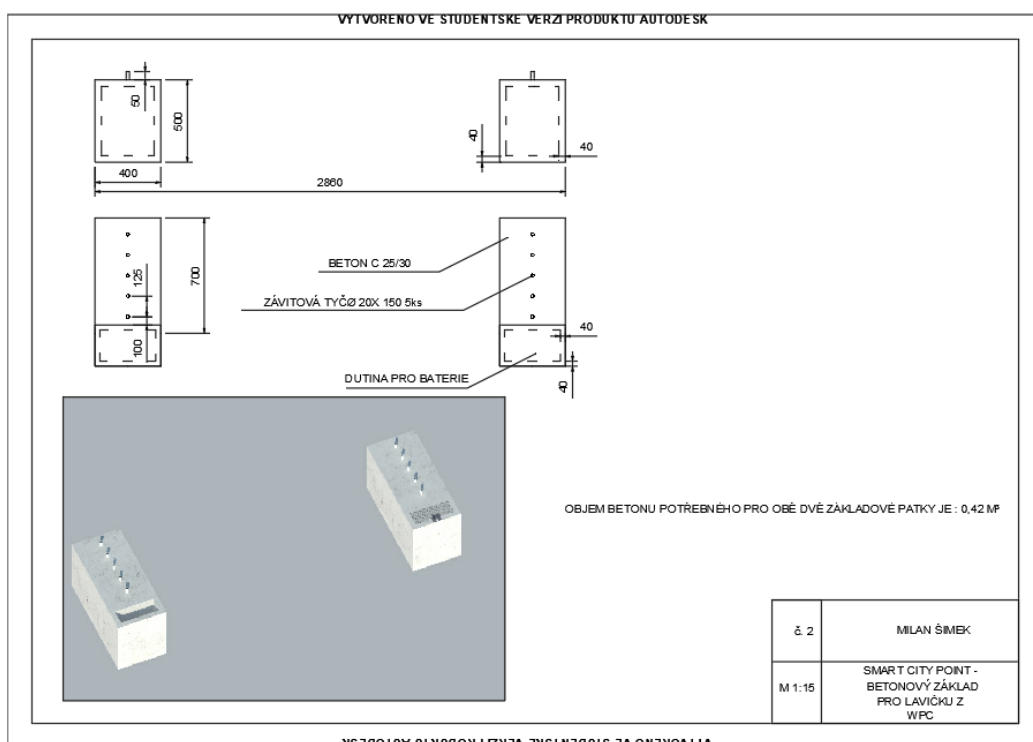 VYTVOŘENO VE STUDENTSKÉ VERZI PRODUKTU AUTODESK
50
500
400
40
40
2860
125
700
100
BETON C 25/30
ZÁVITOVÁ TYČØ 20X 150 5ks
DUTINA PRO BATERIE
40
40
OBJEM BETONU POTŘEBNÉHO PRO OBĚ DVĚ ZÁKLADOVÉ PATKY JE : 0,42 M³
č. 2
MILAN ŠIMEK
M 1:15
SMART CITY POINT -
BETONOVÝ ZÁKLAD
PRO LAVIČKU Z
WPC